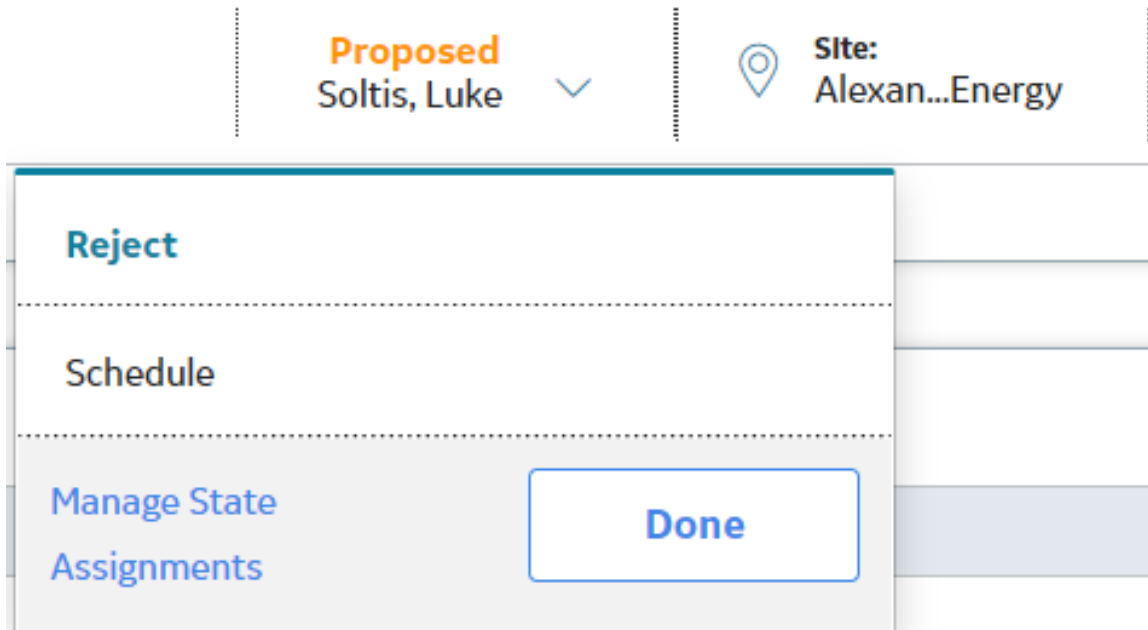 Proposed
Soltis, Luke
Site:
Alexan...Energy
Reject
Schedule
Manage State
Assignments
Done